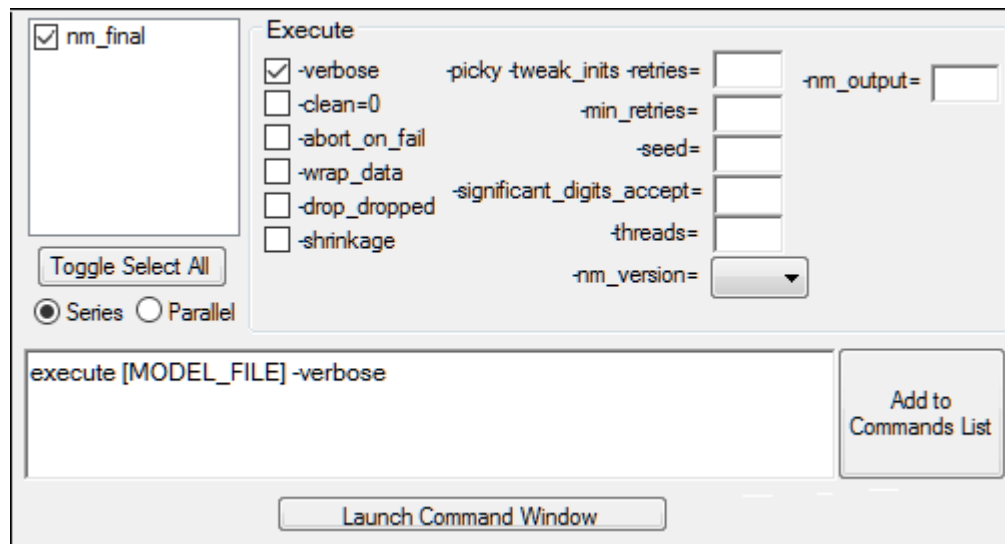 nm_final
Toggle Select All
Series Parallel
Execute
-verbose
-clean=0
-abort_on_fail
-wrap_data
-drop_dropped
-shrinkage
-picky -tweak_inits -retries=
-min_retries=
-seed=
-significant_digits_accept=
-threads=
-nm_version=
-nm_output=
execute [MODEL_FILE] -verbose
Add to
Commands List
Launch Command Window